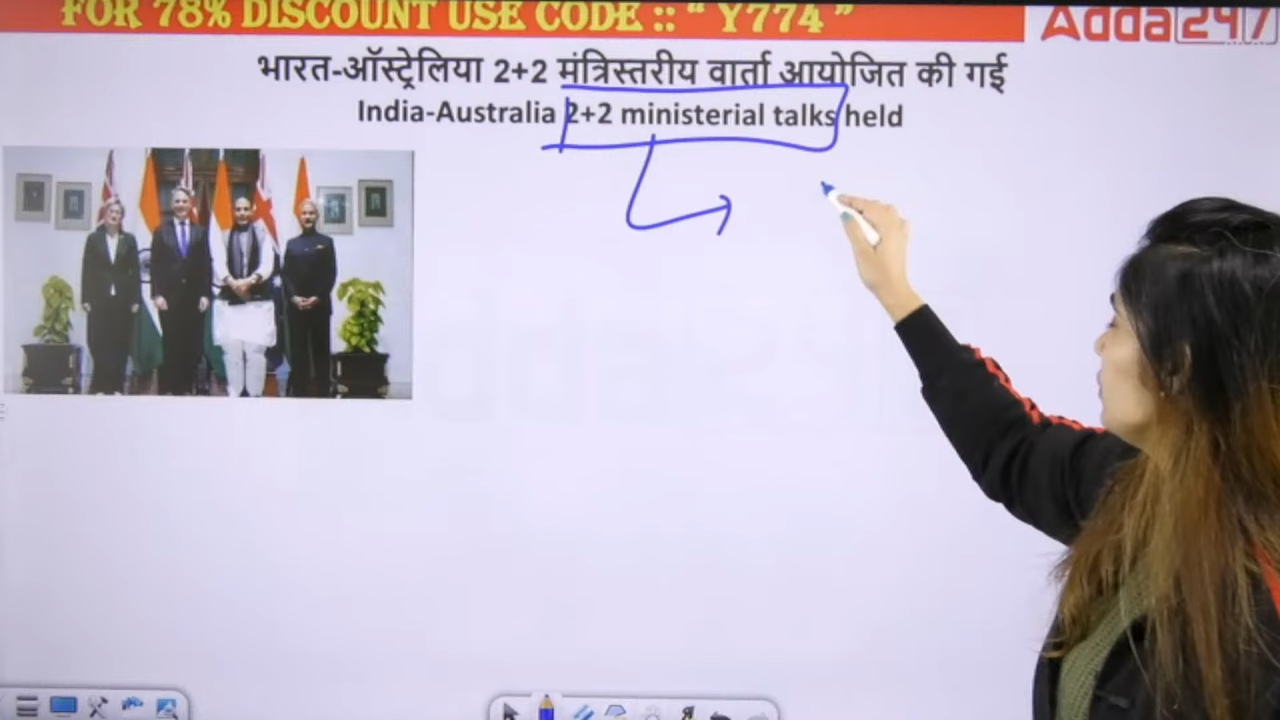 FOR 78% DISCOUNT USE CODE :: “ Y774 ”
Adda247
भारत-ऑस्ट्रेलिया 2+2 मंत्रिस्तरीय वार्ता आयोजित की गई
India-Australia 2+2 ministerial talks held